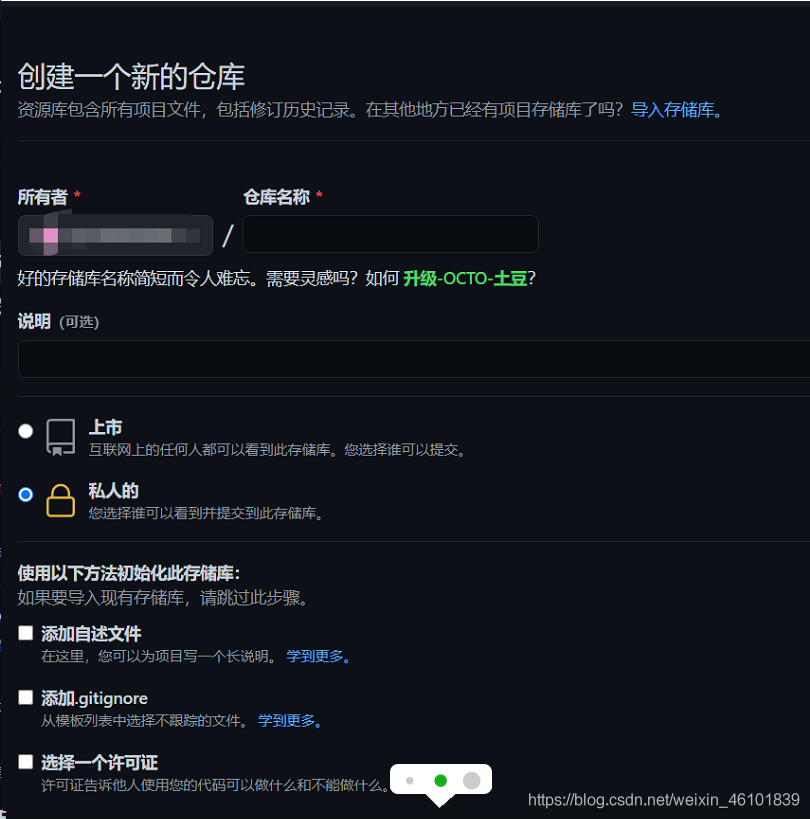 创建一个新的仓库
资源库包含所有项目文件，包括修订历史记录。在其他地方已经有项目存储库了吗？导入存储库。
所有者 * 仓库名称 *
/
好的存储库名称简短而令人难忘。需要灵感吗？如何 升级-OCTO-土豆?
说明 (可选)
上市
互联网上的任何人都可以看到此存储库。您选择谁可以提交。
私人的
您选择谁可以看到并提交到此存储库。
使用以下方法初始化此存储库：
如果要导入现有存储库，请跳过此步骤。
添加自述文件
在这里，您可以为项目写一个长说明。 学到更多。
添加.gitignore
从模板列表中选择不跟踪的文件。 学到更多。
选择一个许可证
许可证告诉他人使用您的代码可以做什么和不能做什么。
https://blog.csdn.net/weixin_46101839